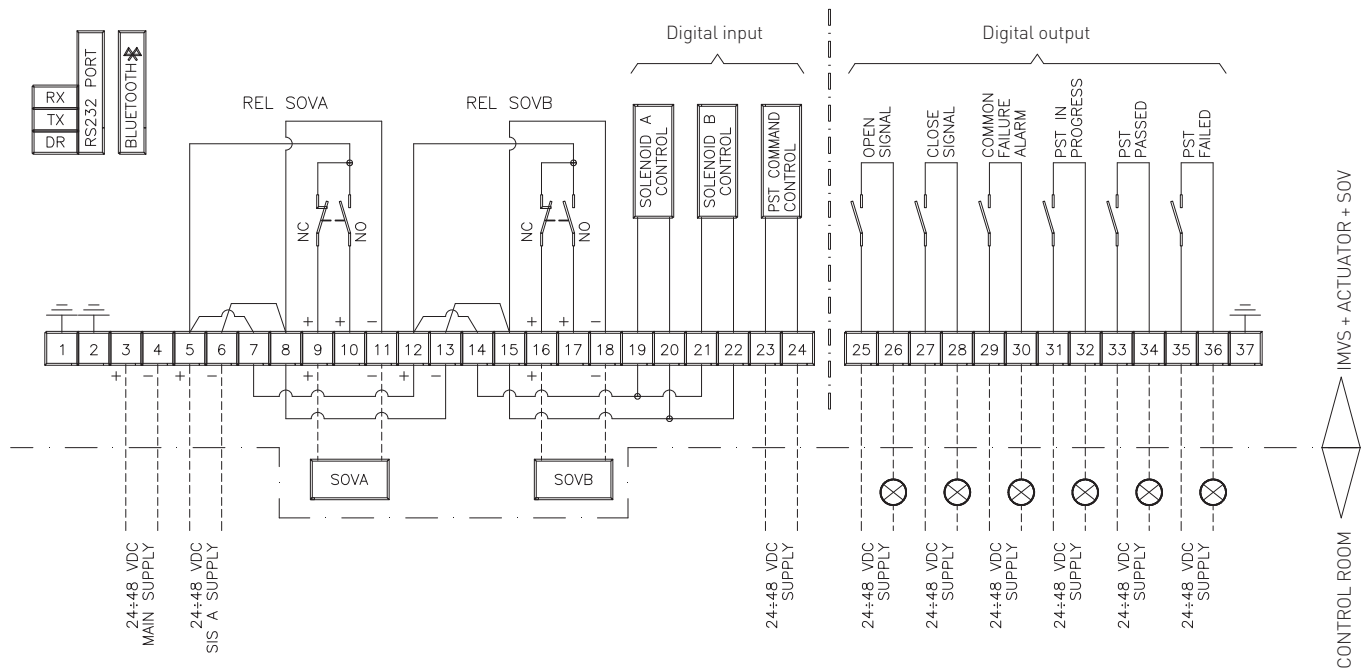 Digital input
Digital output
RX
TX
DR
RS232 PORT
BLUETOOTH
REL SOVA
REL SOVB
SOLENOID A
CONTROL
SOLENOID B
CONTROL
PST COMMAND
CONTROL
OPEN
SIGNAL
CLOSE
SIGNAL
COMMON
FAILURE
ALARM
PST IN
PROGRESS
PST
PASSED
PST
FAILED
NC
NO
NC
NO
+ + - + + -
1 2 3 4 5 6 7 8 9 10 11 12 13 14 15 16 17 18 19 20 21 22 23 24
25 26 27 28 29 30 31 32 33 34 35 36 37
+ - + - + - + - + -
SOVA
SOVB
24÷48 VDC
MAIN SUPPLY
24÷48 VDC
SIS A SUPPLY
24÷48 VDC
SUPPLY
24÷48 VDC
SUPPLY
24÷48 VDC
SUPPLY
24÷48 VDC
SUPPLY
24÷48 VDC
SUPPLY
24÷48 VDC
SUPPLY
24÷48 VDC
SUPPLY
IMVS + ACTUATOR + SOV
CONTROL ROOM